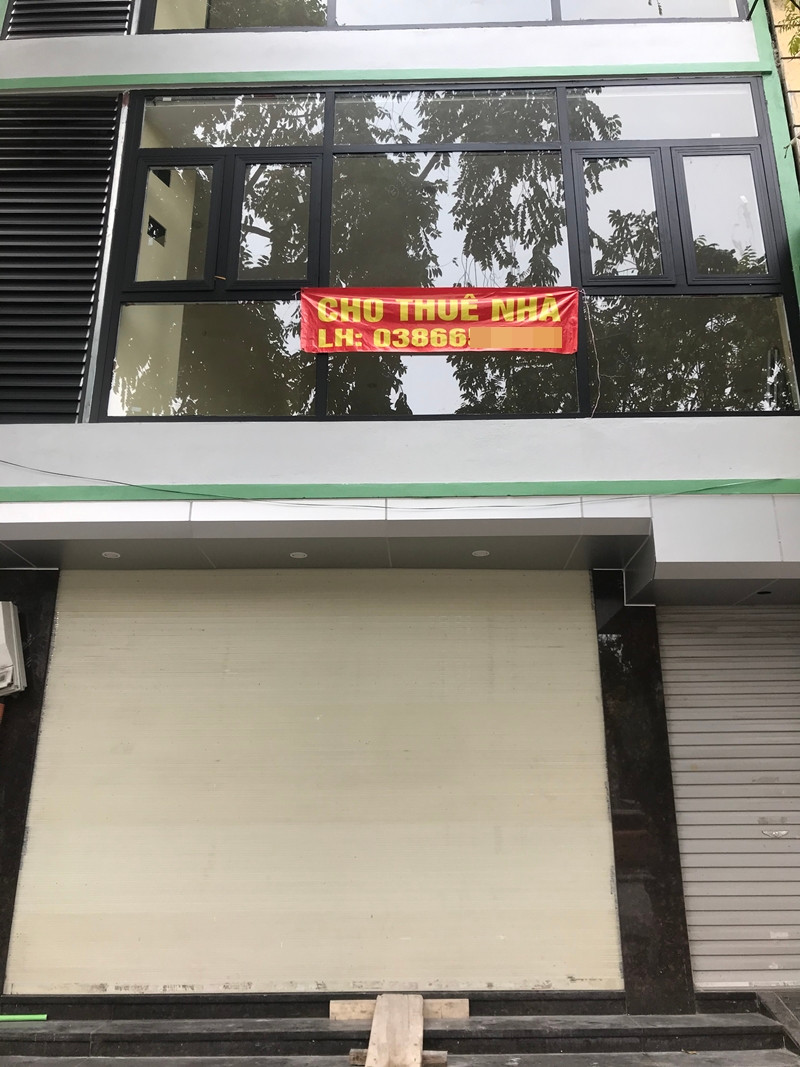 CHO THUÊ NHÀ
LH: 03866